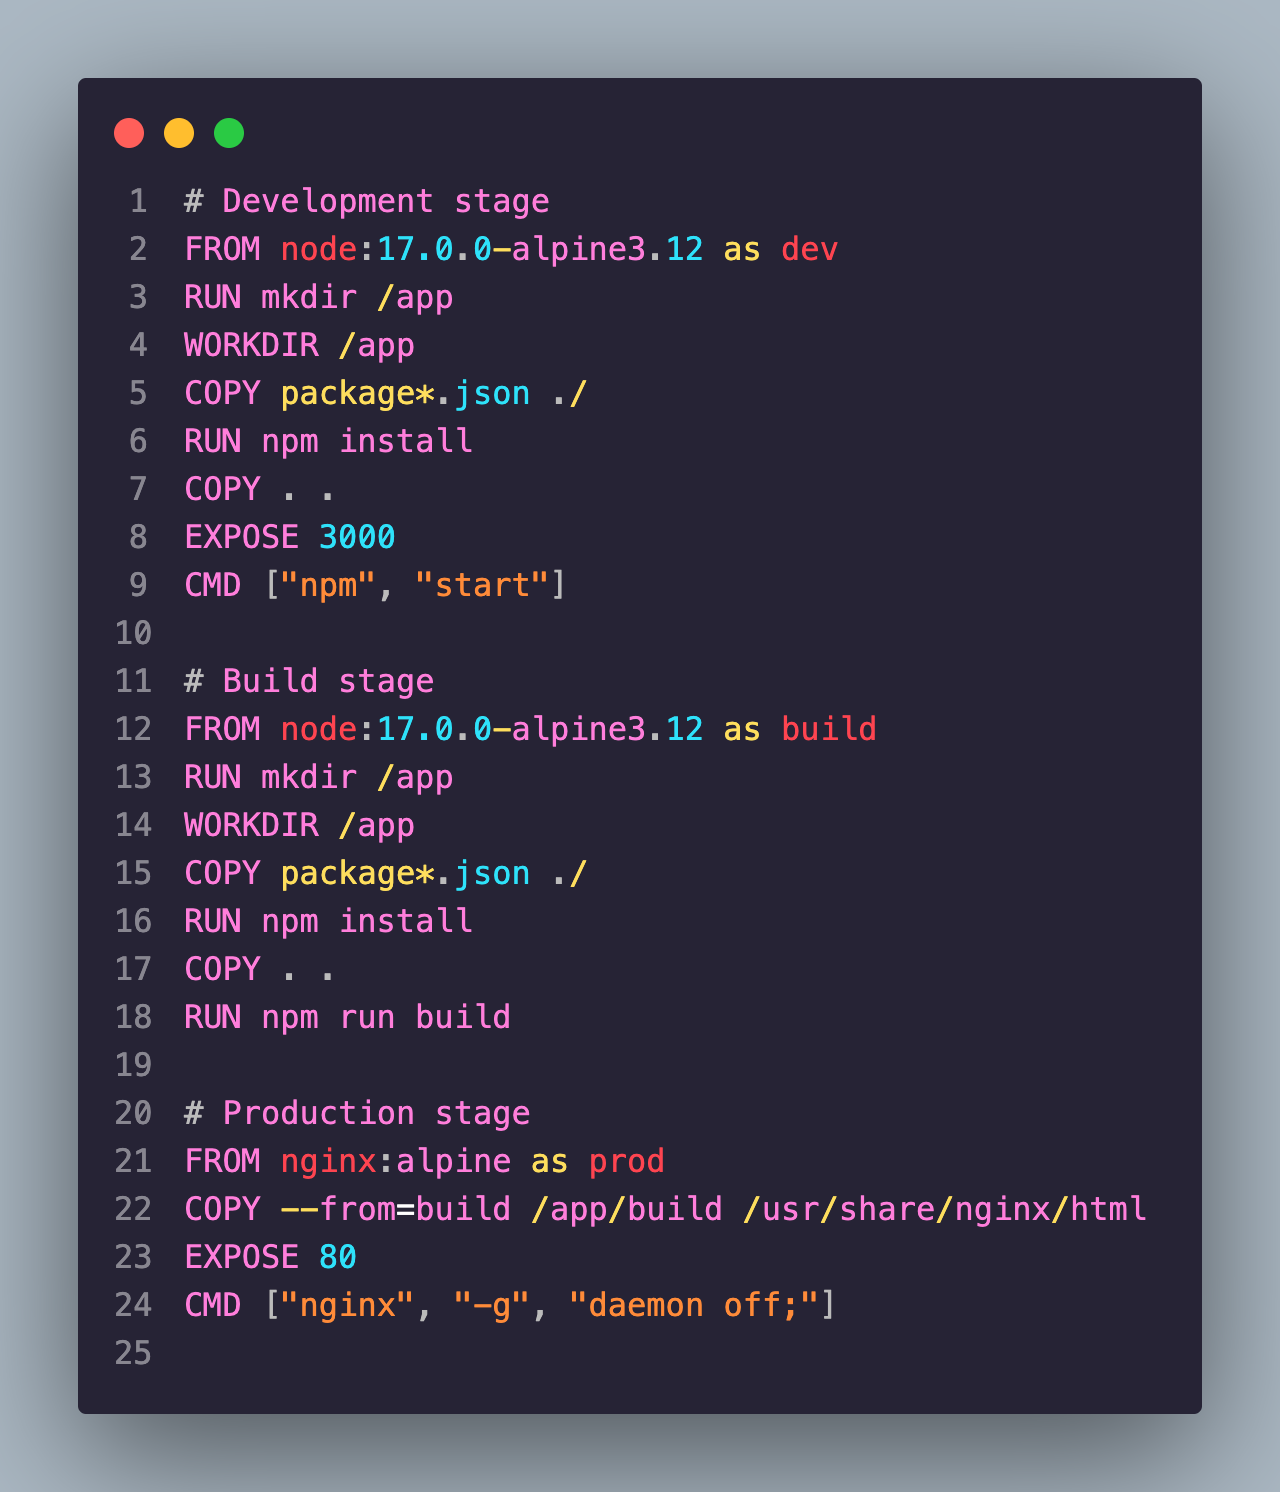 1 # Development stage
2 FROM node:17.0.0-alpine3.12 as dev
3 RUN mkdir /app
4 WORKDIR /app
5 COPY package*.json ./
6 RUN npm install
7 COPY . .
8 EXPOSE 3000
9 CMD ["npm", "start"]
10
11 # Build stage
12 FROM node:17.0.0-alpine3.12 as build
13 RUN mkdir /app
14 WORKDIR /app
15 COPY package*.json ./
16 RUN npm install
17 COPY . .
18 RUN npm run build
19
20 # Production stage
21 FROM nginx:alpine as prod
22 COPY --from=build /app/build /usr/share/nginx/html
23 EXPOSE 80
24 CMD ["nginx", "-g", "daemon off;"]
25